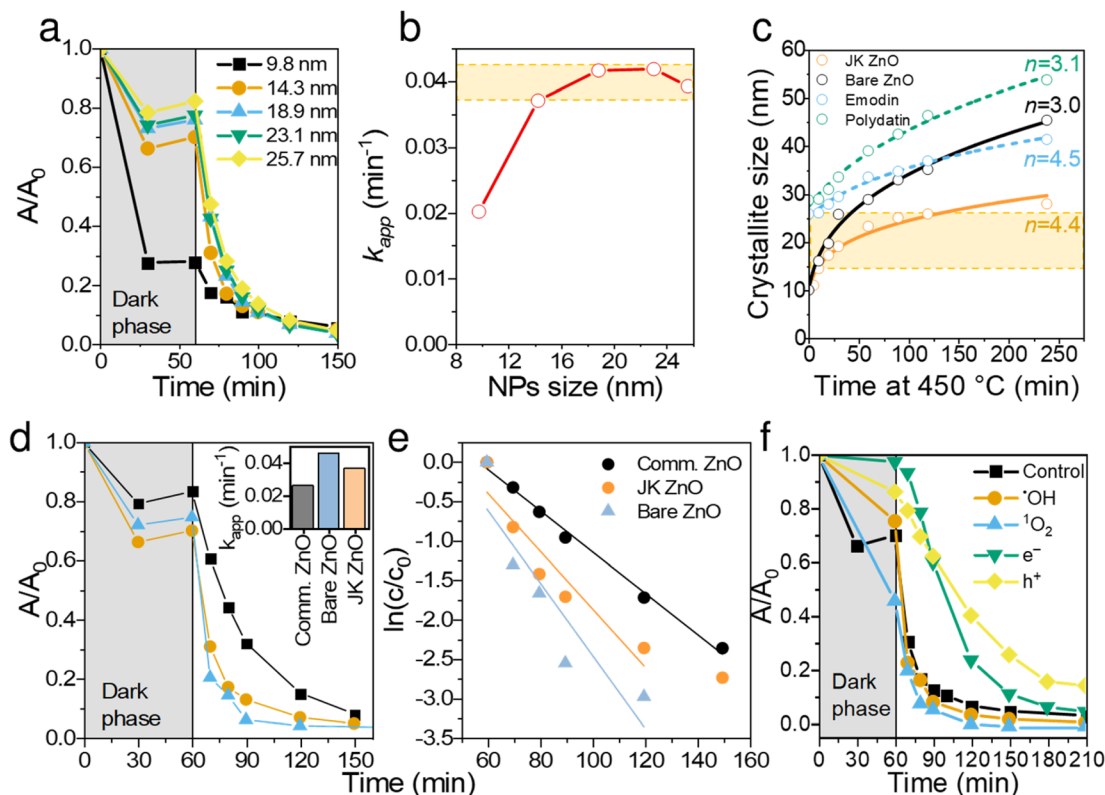 a
1.0
0.8
0.6
0.4
0.2
0.0
A/A₀
0
50
100
150
Time (min)
Dark
phase
9.8 nm
14.3 nm
18.9 nm
23.1 nm
25.7 nm
b
0.04
0.03
0.02
0.01
0.00
k_app (min⁻¹)
8
12
16
20
24
NPs size (nm)
c
60
50
40
30
20
10
0
Crystallite size (nm)
0
50
100
150
200
250
Time at 450 °C (min)
JK ZnO
Bare ZnO
Emodin
Polydatin
n=3.1
n=3.0
n=4.5
n=4.4
d
1.0
0.8
0.6
0.4
0.2
0.0
A/A₀
0
30
60
90
120
150
Dark
phase
k_app (min⁻¹)
0.04
0.02
0.00
Comm. ZnO
Bare ZnO
JK ZnO
e
0.0
-0.5
-1.0
-1.5
-2.0
-2.5
-3.0
-3.5
ln(c/c₀)
40
60
80
100
120
140
160
Time (min)
Comm. ZnO
JK ZnO
Bare ZnO
f
1.0
0.8
0.6
0.4
0.2
0.0
A/A₀
0
30
60
90
120
150
180
210
Time (min)
Dark
phase
Control
•OH
¹O₂
e⁻
h⁺